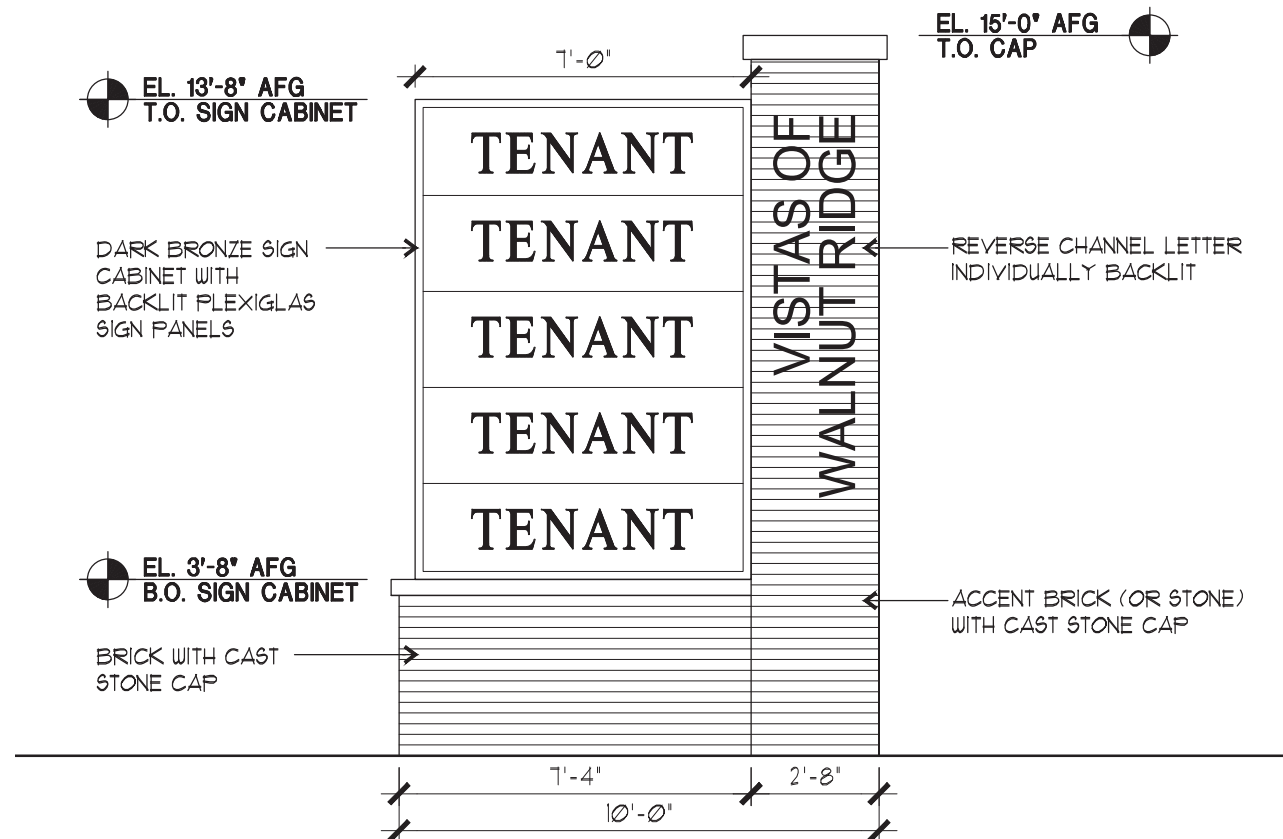 EL. 15'-0" AFG
T.O. CAP
7'-0"
EL. 13'-8" AFG
T.O. SIGN CABINET
TENANT
TENANT
TENANT
TENANT
TENANT
VISTAS OF
WALNUT RIDGE
DARK BRONZE SIGN
CABINET WITH
BACKLIT PLEXIGLAS
SIGN PANELS
REVERSE CHANNEL LETTER
INDIVIDUALLY BACKLIT
EL. 3'-8" AFG
B.O. SIGN CABINET
ACCENT BRICK (OR STONE)
WITH CAST STONE CAP
BRICK WITH CAST
STONE CAP
7'-4"
2'-8"
10'-0"